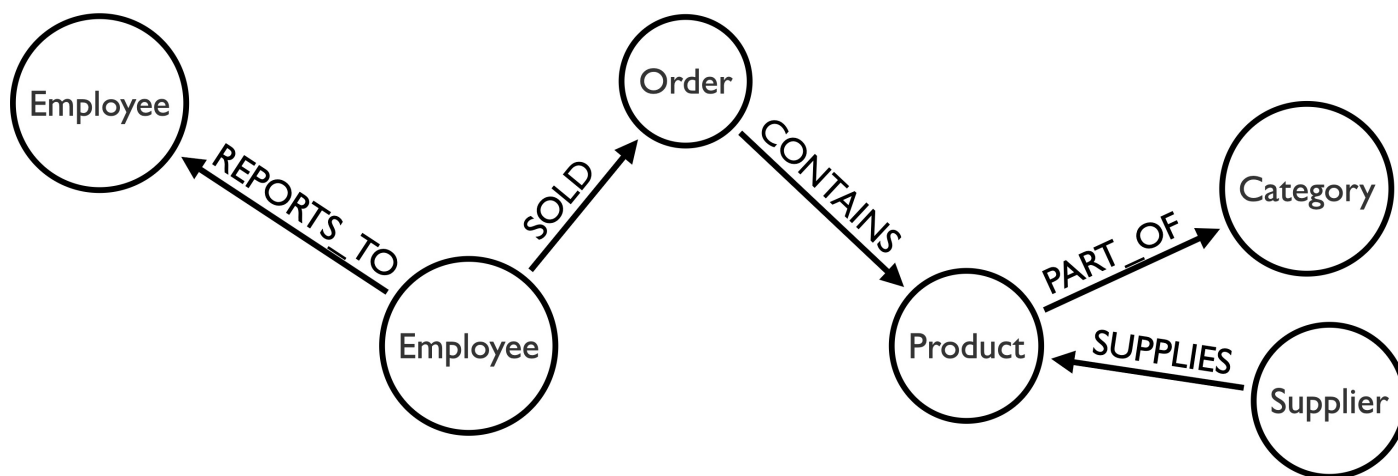 Employee
REPORTS_TO
Employee
SOLD
Order
CONTAINS
Product
PART_OF
Category
SUPPLIES
Supplier